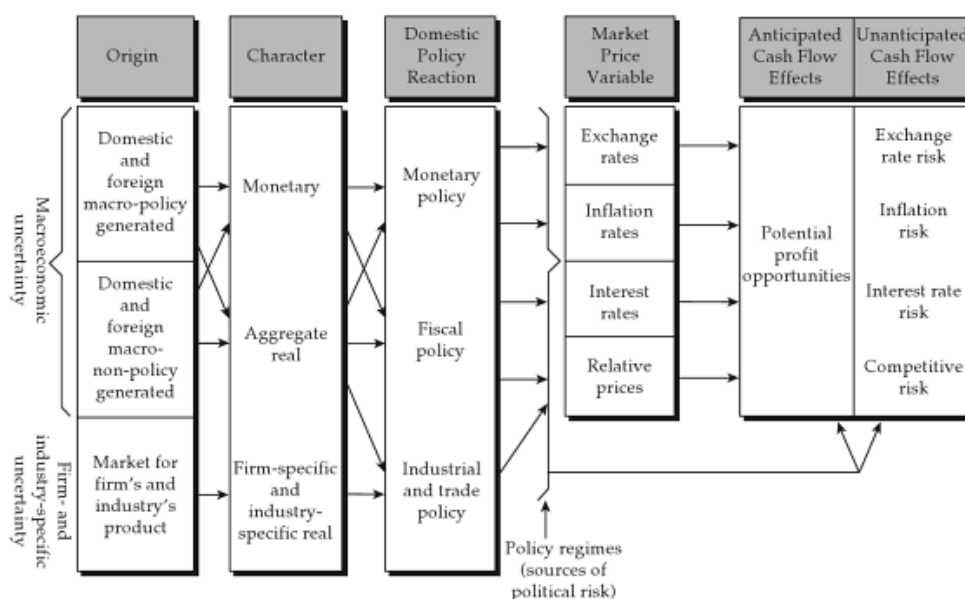 Origin
Character
Domestic
Policy
Reaction
Market
Price
Variable
Anticipated
Cash Flow
Effects
Unanticipated
Cash Flow
Effects
Macroeconomic
uncertainty
Domestic
and
foreign
macro-policy
generated
Domestic
and
foreign
macro-
non-policy
generated
Firm- and
industry-specific
uncertainty
Market for
firm's and
industry's
product
Monetary
Aggregate
real
Firm-specific
and
industry-
specific real
Monetary
policy
Fiscal
policy
Industrial
and trade
policy
Policy regimes
(sources of
political risk)
Exchange
rates
Inflation
rates
Interest
rates
Relative
prices
Potential
profit
opportunities
Exchange
rate risk
Inflation
risk
Interest rate
risk
Competitive
risk